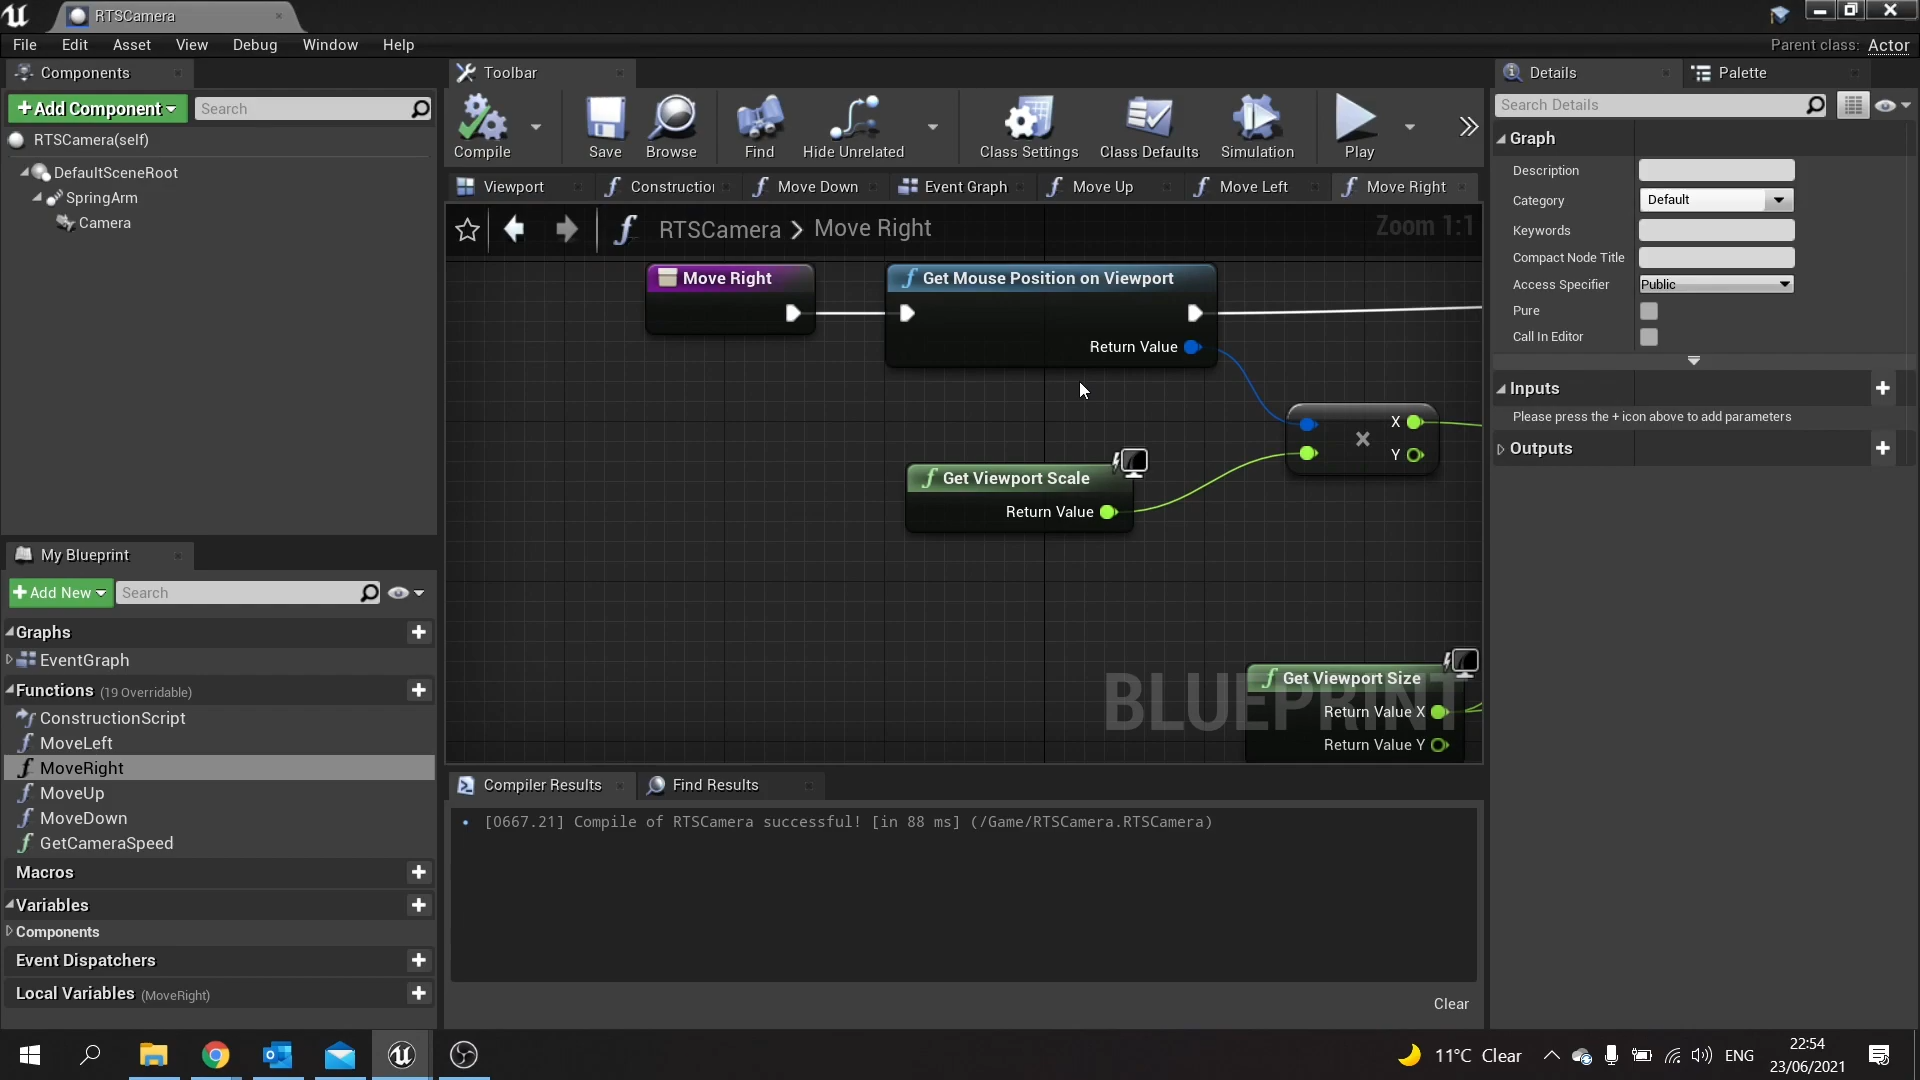 RTSCamera
File Edit Asset View Debug Window Help
Parent class: Actor
Components
+Add Component
Search
RTSCamera(self)
DefaultSceneRoot
SpringArm
Camera
My Blueprint
+Add New
Search
Graphs
EventGraph
Functions (19 Overridable)
ConstructionScript
MoveLeft
MoveRight
MoveUp
MoveDown
GetCameraSpeed
Macros
Variables
Components
Event Dispatchers
Local Variables (MoveRight)
Toolbar
Compile Save Browse Find Hide Unrelated Class Settings Class Defaults Simulation Play
Viewport Construction Move Down Event Graph Move Up Move Left Move Right
RTSCamera > Move Right
Zoom 1:1
Move Right
Get Mouse Position on Viewport
Return Value
X
Y
Get Viewport Scale
Return Value
Get Viewport Size
Return Value X
Return Value Y
BLUEPRINT
Compiler Results Find Results
[0667.21] Compile of RTSCamera successful! [in 88 ms] (/Game/RTSCamera.RTSCamera)
Clear
Details Palette
Search Details
Graph
Description
Category Default
Keywords
Compact Node Title
Access Specifier Public
Pure
Call In Editor
Inputs
Please press the + icon above to add parameters
Outputs
11°C Clear
ENG
22:54
23/06/2021